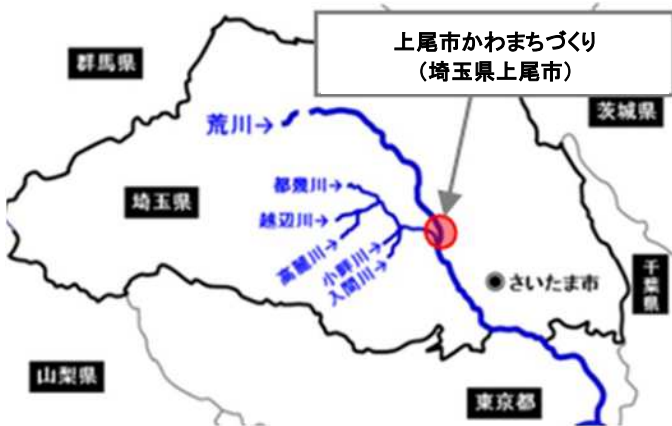 上尾市かわまちづくり
(埼玉県上尾市)
群馬県
茨城県
荒川→
都幾川→
埼玉県
越辺川→
高麗川→
小畔川→
入間川→
さいたま市
千葉県
山梨県
東京都